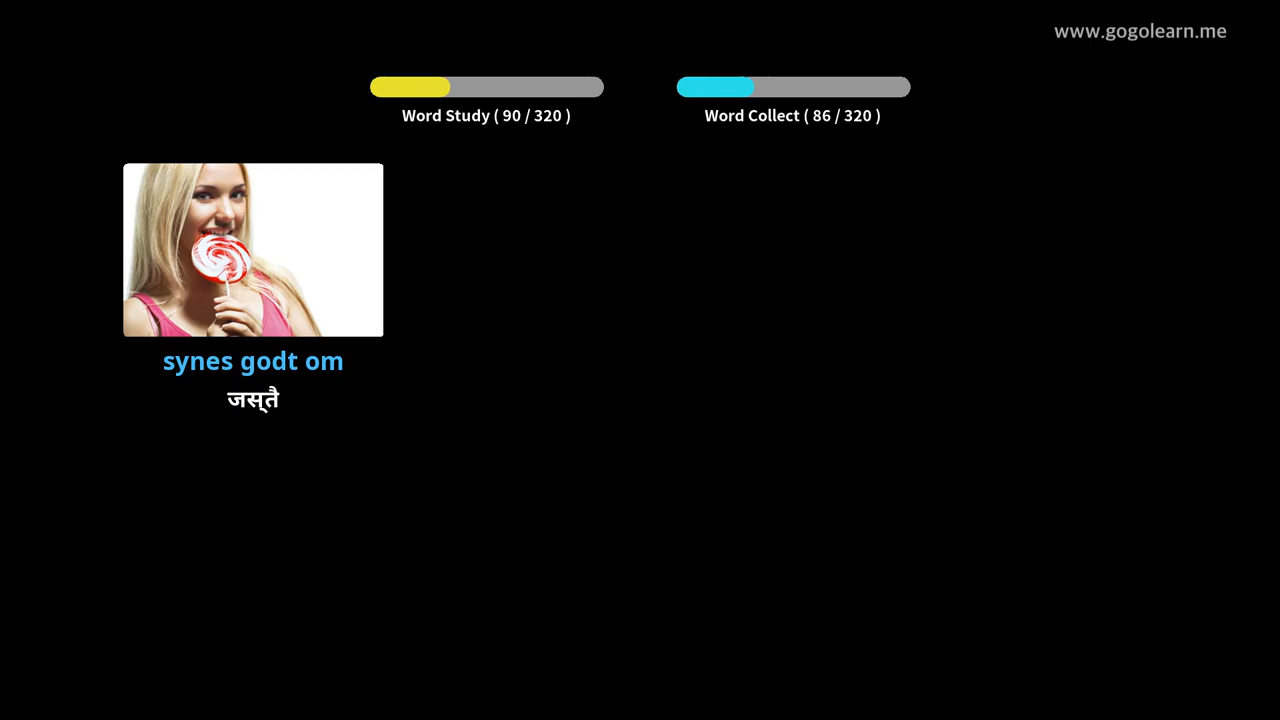 www.gogolearn.me
Word Study ( 90 / 320 )
Word Collect ( 86 / 320 )
synes godt om
जस्तै